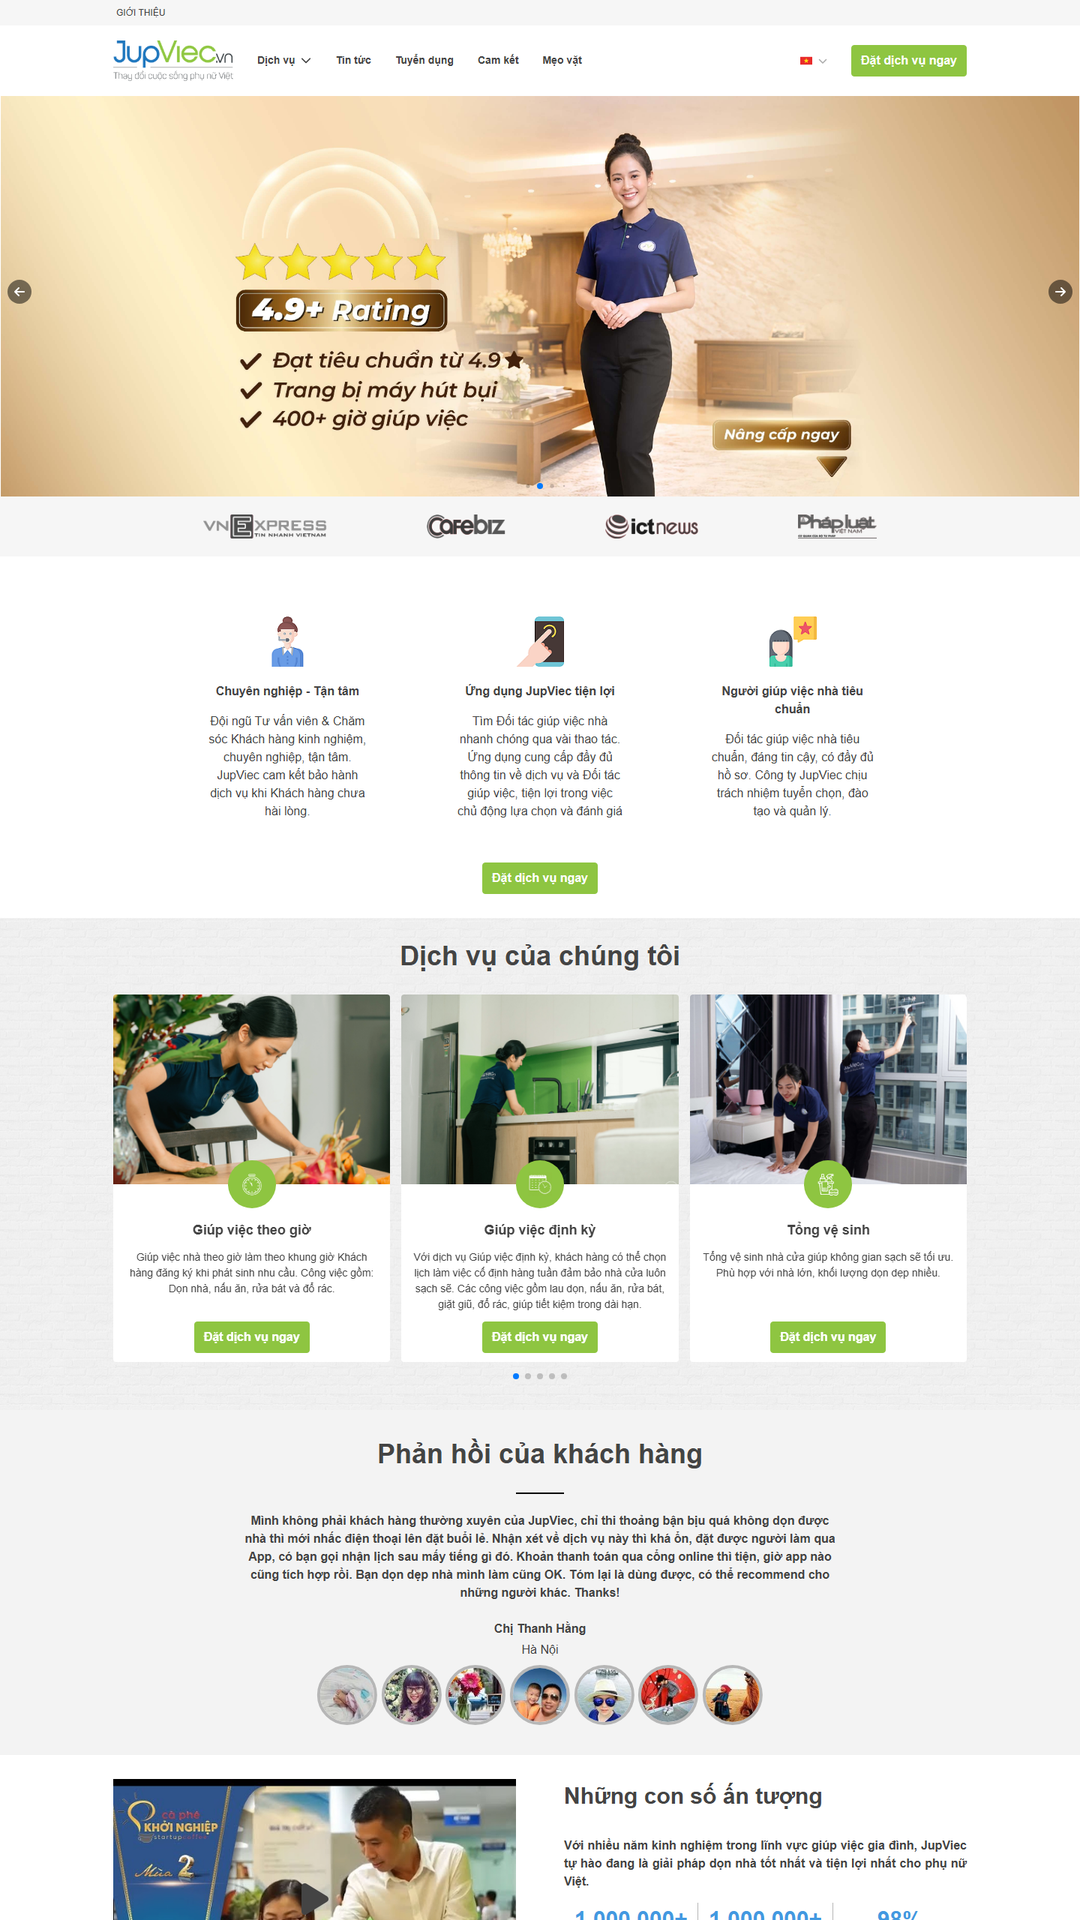 GIỚI THIỆU
JupViec.vn
Thay đổi cuộc sống phụ nữ Việt
Dịch vụ
Tin tức
Tuyển dụng
Cam kết
Mẹo vặt
Đặt dịch vụ ngay
4.9+ Rating
Đạt tiêu chuẩn từ 4.9
Trang bị máy hút bụi
400+ giờ giúp việc
Nâng cấp ngay
VNEXPRESS
TIN NHANH VIETNAM
CafeBiz
ictnews
Pháp luật
VIỆT NAM
Chuyên nghiệp - Tận tâm
Đội ngũ Tư vấn viên & Chăm
sóc Khách hàng kinh nghiệm,
chuyên nghiệp, tận tâm.
JupViec cam kết bảo hành
dịch vụ khi Khách hàng chưa
hài lòng.
Ứng dụng JupViec tiện lợi
Tìm Đối tác giúp việc nhà
nhanh chóng qua vài thao tác.
Ứng dụng cung cấp đầy đủ
thông tin về dịch vụ và Đối tác
giúp việc, tiện lợi trong việc
chủ động lựa chọn và đánh giá
Người giúp việc nhà tiêu
chuẩn
Đối tác giúp việc nhà tiêu
chuẩn, đáng tin cậy, có đầy đủ
hồ sơ. Công ty JupViec chịu
trách nhiệm tuyển chọn, đào
tạo và quản lý.
Đặt dịch vụ ngay
Dịch vụ của chúng tôi
Giúp việc theo giờ
Giúp việc nhà theo giờ làm theo khung giờ Khách
hàng đăng ký khi phát sinh nhu cầu. Công việc gồm:
Dọn nhà, nấu ăn, rửa bát và đổ rác.
Đặt dịch vụ ngay
Giúp việc định kỳ
Với dịch vụ Giúp việc định kỳ, khách hàng có thể chọn
lịch làm việc cố định hàng tuần đảm bảo nhà cửa luôn
sạch sẽ. Các công việc gồm lau dọn, nấu ăn, rửa bát,
giặt giũ, đổ rác, giúp tiết kiệm trong dài hạn.
Đặt dịch vụ ngay
Tổng vệ sinh
Tổng vệ sinh nhà cửa giúp không gian sạch sẽ tối ưu.
Phù hợp với nhà lớn, khối lượng dọn dẹp nhiều.
Đặt dịch vụ ngay
Phản hồi của khách hàng
Mình không phải khách hàng thường xuyên của JupViec, chỉ thi thoảng bận bịu quá không dọn được
nhà thì mới nhấc điện thoại lên đặt buổi lẻ. Nhận xét về dịch vụ này thì khá ổn, đặt được người làm qua
App, có bạn gọi nhận lịch sau mấy tiếng gì đó. Khoản thanh toán qua cổng online thì tiện, giờ app nào
cũng tích hợp rồi. Bạn dọn dẹp nhà mình làm cũng OK. Tóm lại là dùng được, có thể recommend cho
những người khác. Thanks!
Chị Thanh Hằng
Hà Nội
cà phê
KHỞI NGHIỆP
startup coffee
Mùa 2
Những con số ấn tượng
Với nhiều năm kinh nghiệm trong lĩnh vực giúp việc gia đình, JupViec
tự hào đang là giải pháp dọn nhà tốt nhất và tiện lợi nhất cho phụ nữ
Việt.
1.000.000+
1.000.000+
98%